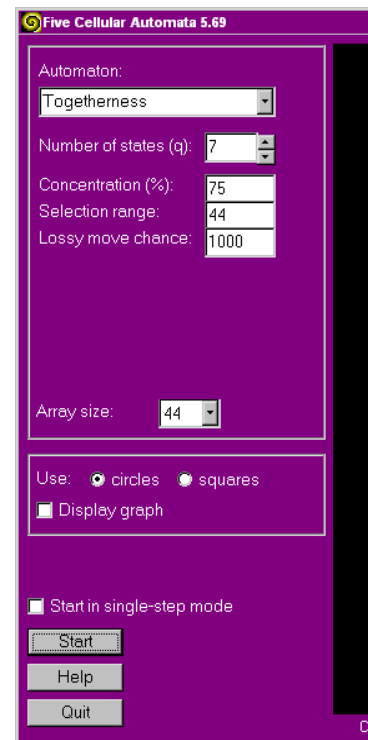 Five Cellular Automata 5.69
Automaton:
Togetherness
Number of states (q): 7
Concentration (%): 75
Selection range: 44
Lossy move chance: 1000
Array size: 44
Use: circles squares
Display graph
Start in single-step mode
Start
Help
Quit